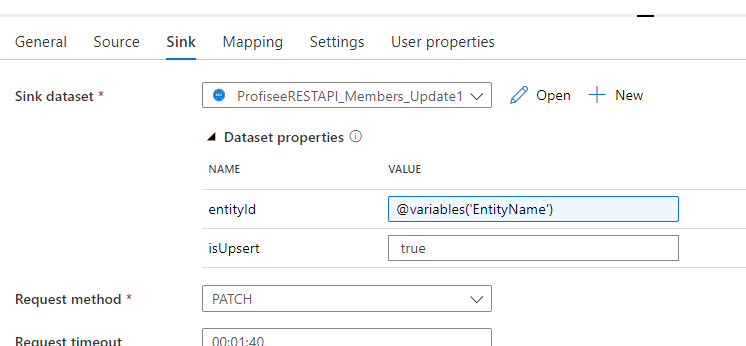 General Source Sink Mapping Settings User properties
Sink dataset * ProfiseeRESTAPI_Members_Update1 Open New
Dataset properties
NAME VALUE
entityId @variables('EntityName')
isUpsert true
Request method * PATCH
Request timeout 00:01:40